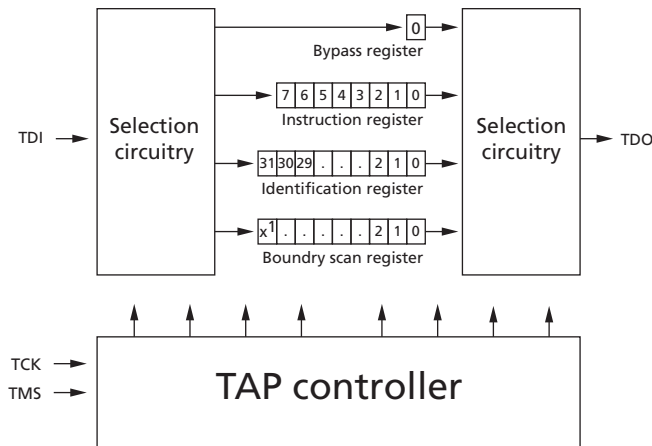 0
Bypass register
7 6 5 4 3 2 1 0
Instruction register
TDI
Selection
circuitry
Selection
circuitry
TDO
31 30 29 . . . 2 1 0
Identification register
x1 . . . . . 2 1 0
Boundry scan register
TCK
TMS
TAP controller